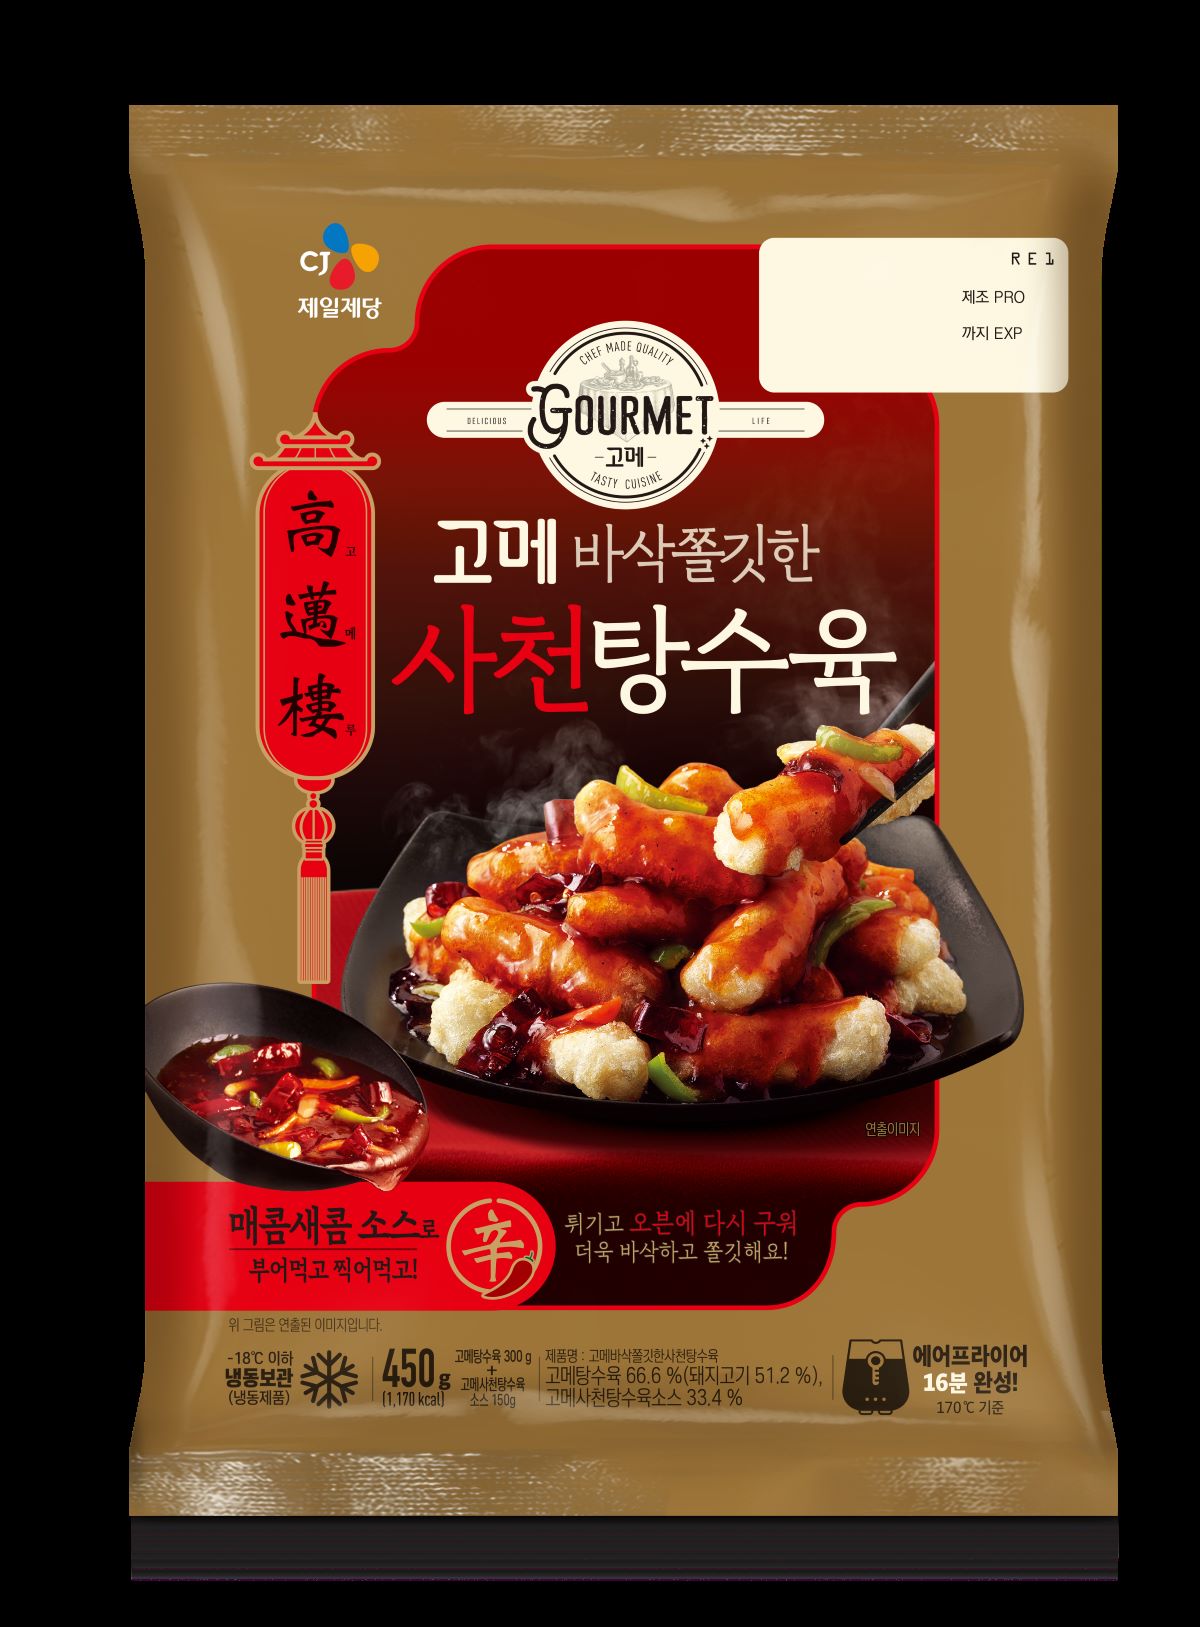 CJ
제일제당
RE1
제조 PRO
까지 EXP
CHEF MADE QUALITY
DELICIOUS
GOURMET
LIFE
고메
TASTY CUISINE
高 고
邁 메
樓 루
고메 바삭쫄깃한
사천탕수육
연출이미지
매콤새콤 소스로
부어먹고 찍어먹고!
辛
튀기고 오븐에 다시 구워
더욱 바삭하고 쫄깃해요!
위 그림은 연출된 이미지입니다.
-18℃ 이하
냉동보관
(냉동제품)
450g
(1,170 kcal)
고메탕수육 300 g
+
고메사천탕수육
소스 150g
제품명 : 고메바삭쫄깃한사천탕수육
고메탕수육 66.6 %(돼지고기 51.2 %),
고메사천탕수육소스 33.4 %
에어프라이어
16분 완성!
170℃ 기준